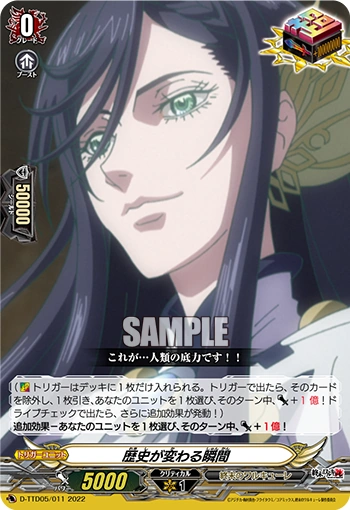 0
グレード
ブースト
50000
シールド
SAMPLE
これが…人類の底力です！！
（トリガーはデッキに１枚だけ入れられる。トリガーで出たら、そのカード
を除外し、１枚引き、あなたのユニットを１枚選び、そのターン中、＋１億！ド
ライブチェックで出たら、さらに追加効果が発動！）
追加効果－あなたのユニットを１枚選び、そのターン中、＋１億！
トリガーユニット
歴史が変わる瞬間
D-TTD05/011 2022
パワー
5000
クリティカル
1
終末のワルキューレ